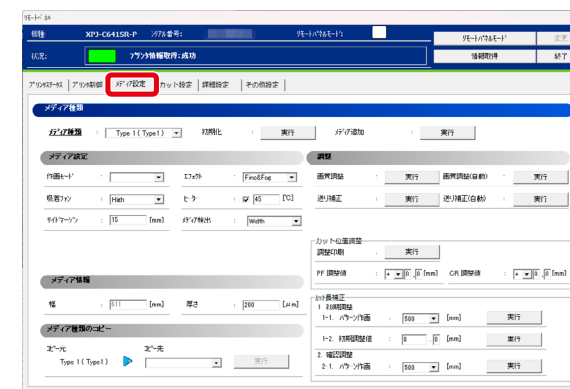 ﾘﾓｰﾄﾊﾟﾈﾙ
機種: XPJ-C641SR-P ｼﾘｱﾙ番号: ﾘﾓｰﾄﾊﾟﾈﾙﾓｰﾄﾞ: ﾘﾓｰﾄﾊﾟﾈﾙﾓｰﾄﾞ 変更
状況: ﾌﾟﾘﾝﾀ情報取得:成功 情報取得 終了
ﾌﾟﾘﾝﾀｽﾃｰﾀｽ ﾌﾟﾘﾝﾀ制御 ﾒﾃﾞｨｱ設定 カット設定 詳細設定 その他設定
メディア種類
ﾒﾃﾞｨｱ種類 : Type 1 ( Type1 ) 初期化 : 実行 ﾒﾃﾞｨｱ追加 : 実行
メディア設定 調整
作画ﾓｰﾄﾞ : ｴﾌｪｸﾄ : Fine&Fog 画質調整 : 実行 画質調整(自動) : 実行
吸着ﾌｧﾝ : High ﾋｰﾀｰ : 45 [℃] 送り補正 : 実行 送り補正(自動) : 実行
ｻｲﾄﾞﾏｰｼﾞﾝ : 15 [mm] ﾒﾃﾞｨｱ検出 : Width
カット位置調整
調整印刷 : 実行
PF 調整値 : + 0 . 0 [mm] CR 調整値 : + 0 . 0 [mm]
メディア情報
ｶｯﾄ長補正
1. 初期調整
幅 : 611 [mm] 厚さ : 200 [μm] 1-1. ﾊﾟﾀｰﾝ作画 : 500 [mm] 実行
メディア種類のコピー 1-2. 初期調整値 : 0 . 0 [mm]
ｺﾋﾟｰ元 ｺﾋﾟｰ先 2. 確認調整
Type 1 ( Type1 ) 実行 2-1. ﾊﾟﾀｰﾝ作画 : 500 [mm] 実行